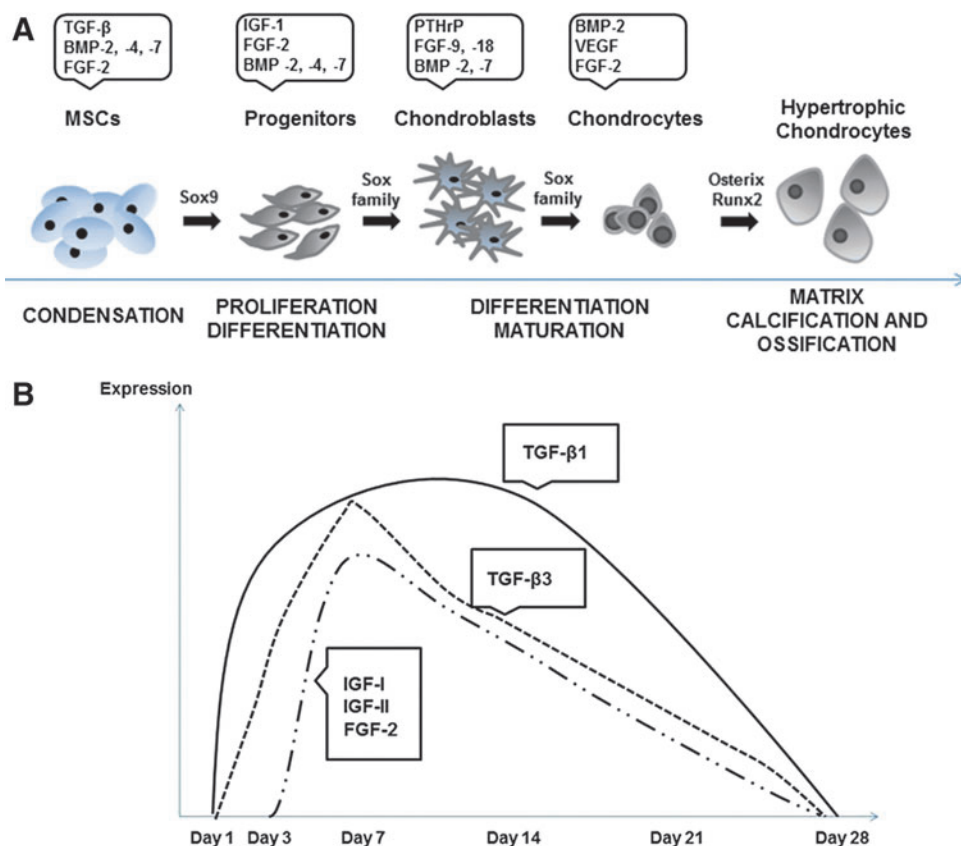 A
TGF-β
BMP-2, -4, -7
FGF-2
IGF-1
FGF-2
BMP -2, -4, -7
PTHrP
FGF-9, -18
BMP -2, -7
BMP-2
VEGF
FGF-2
MSCs
Progenitors
Chondroblasts
Chondrocytes
Hypertrophic
Chondrocytes
Sox9
Sox
family
Sox
family
Osterix
Runx2
CONDENSATION
PROLIFERATION
DIFFERENTIATION
DIFFERENTIATION
MATURATION
MATRIX
CALCIFICATION AND
OSSIFICATION
B
Expression
TGF-β1
TGF-β3
IGF-I
IGF-II
FGF-2
Day 1 Day 3 Day 7 Day 14 Day 21 Day 28